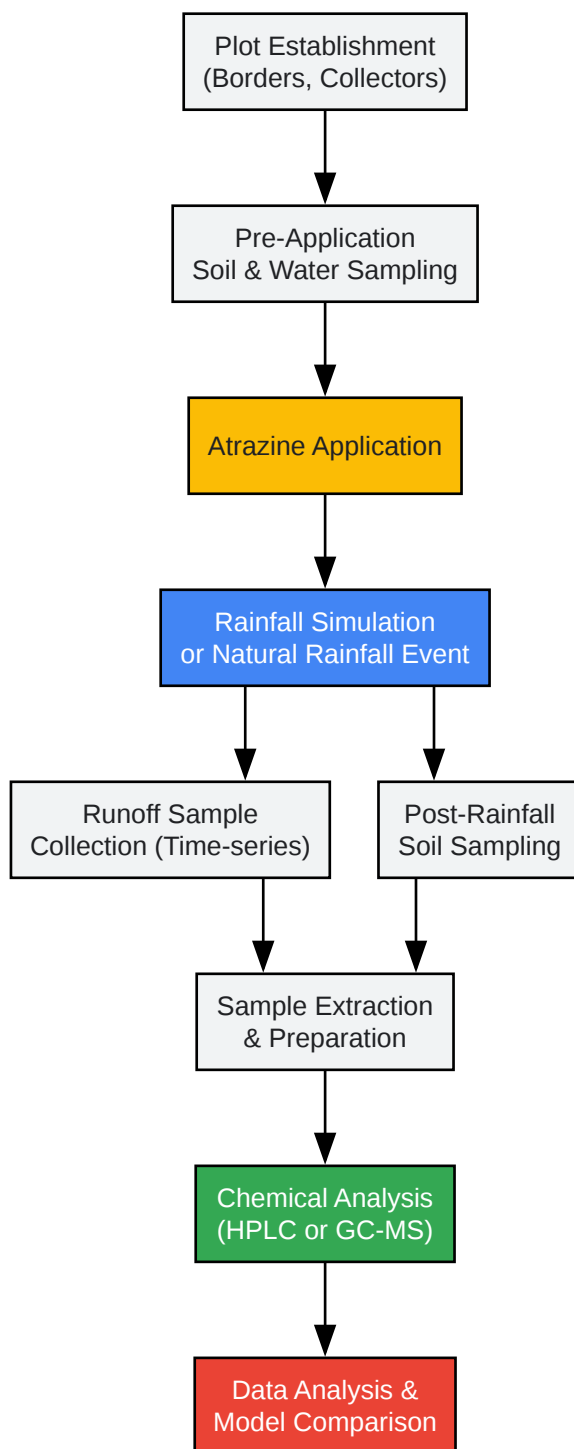 Plot Establishment
(Borders, Collectors)
Pre-Application
Soil & Water Sampling
Atrazine Application
Rainfall Simulation
or Natural Rainfall Event
Runoff Sample
Collection (Time-series)
Post-Rainfall
Soil Sampling
Sample Extraction
& Preparation
Chemical Analysis
(HPLC or GC-MS)
Data Analysis &
Model Comparison